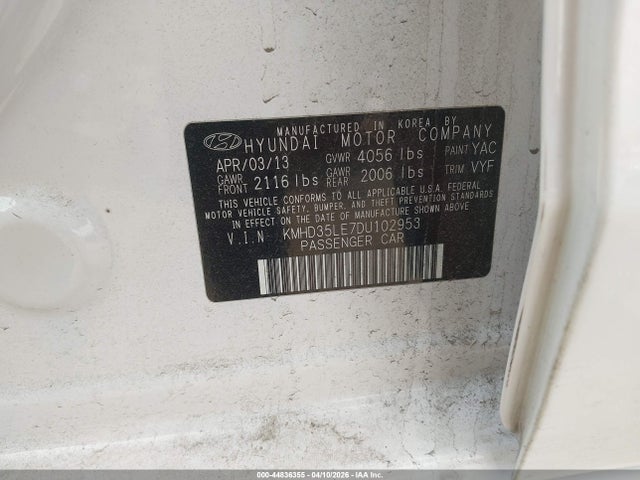 MANUFACTURED IN KOREA BY
HYUNDAI MOTOR COMPANY
APR/03/13 GVWR 4056 lbs PAINT YAC
GAWR FRONT 2116 lbs GAWR REAR 2006 lbs TRIM VYF
THIS VEHICLE CONFORMS TO ALL APPLICABLE U.S.A. FEDERAL
MOTOR VEHICLE SAFETY, BUMPER, AND THEFT PREVENTION STANDARDS
IN EFFECT ON THE DATE OF MANUFACTURE SHOWN ABOVE.
V.I.N. KMHD35LE7DU102953
PASSENGER CAR
000-44836355 - 04/10/2026 - IAA Inc.